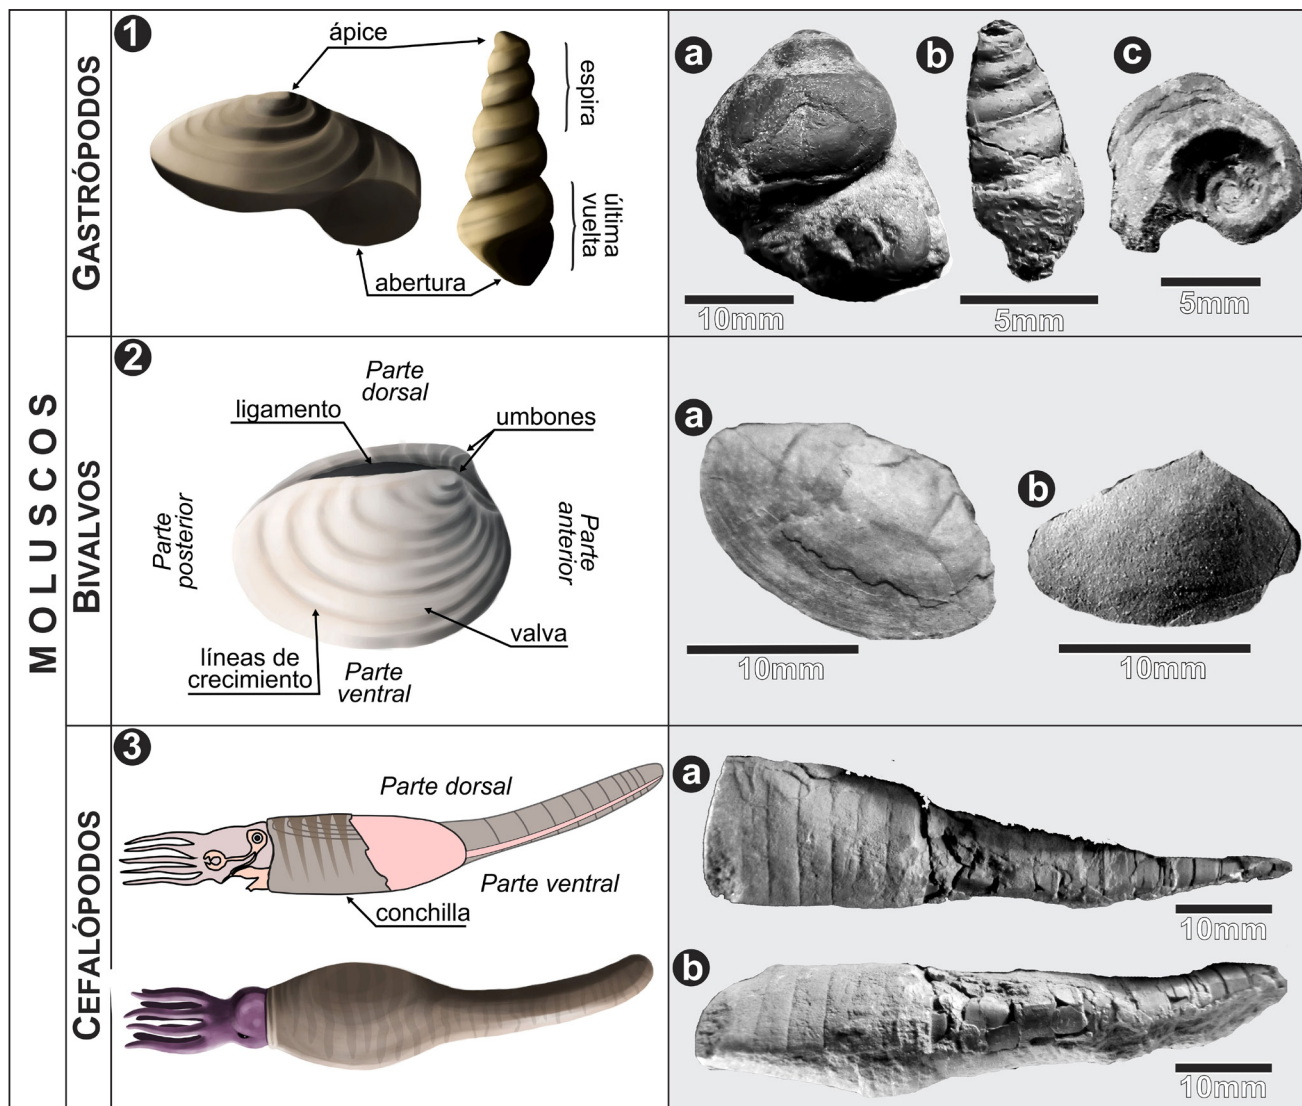 MOLUSCOS
GASTRÓPODOS
1
ápice
espira
última
vuelta
abertura
a
b
c
10mm
5mm
5mm
BIVALVOS
2
Parte
dorsal
ligamento
umbones
Parte
posterior
Parte
anterior
valva
líneas de
crecimiento
Parte
ventral
a
b
10mm
10mm
CEFALÓPODOS
3
Parte dorsal
Parte ventral
conchilla
a
10mm
b
10mm